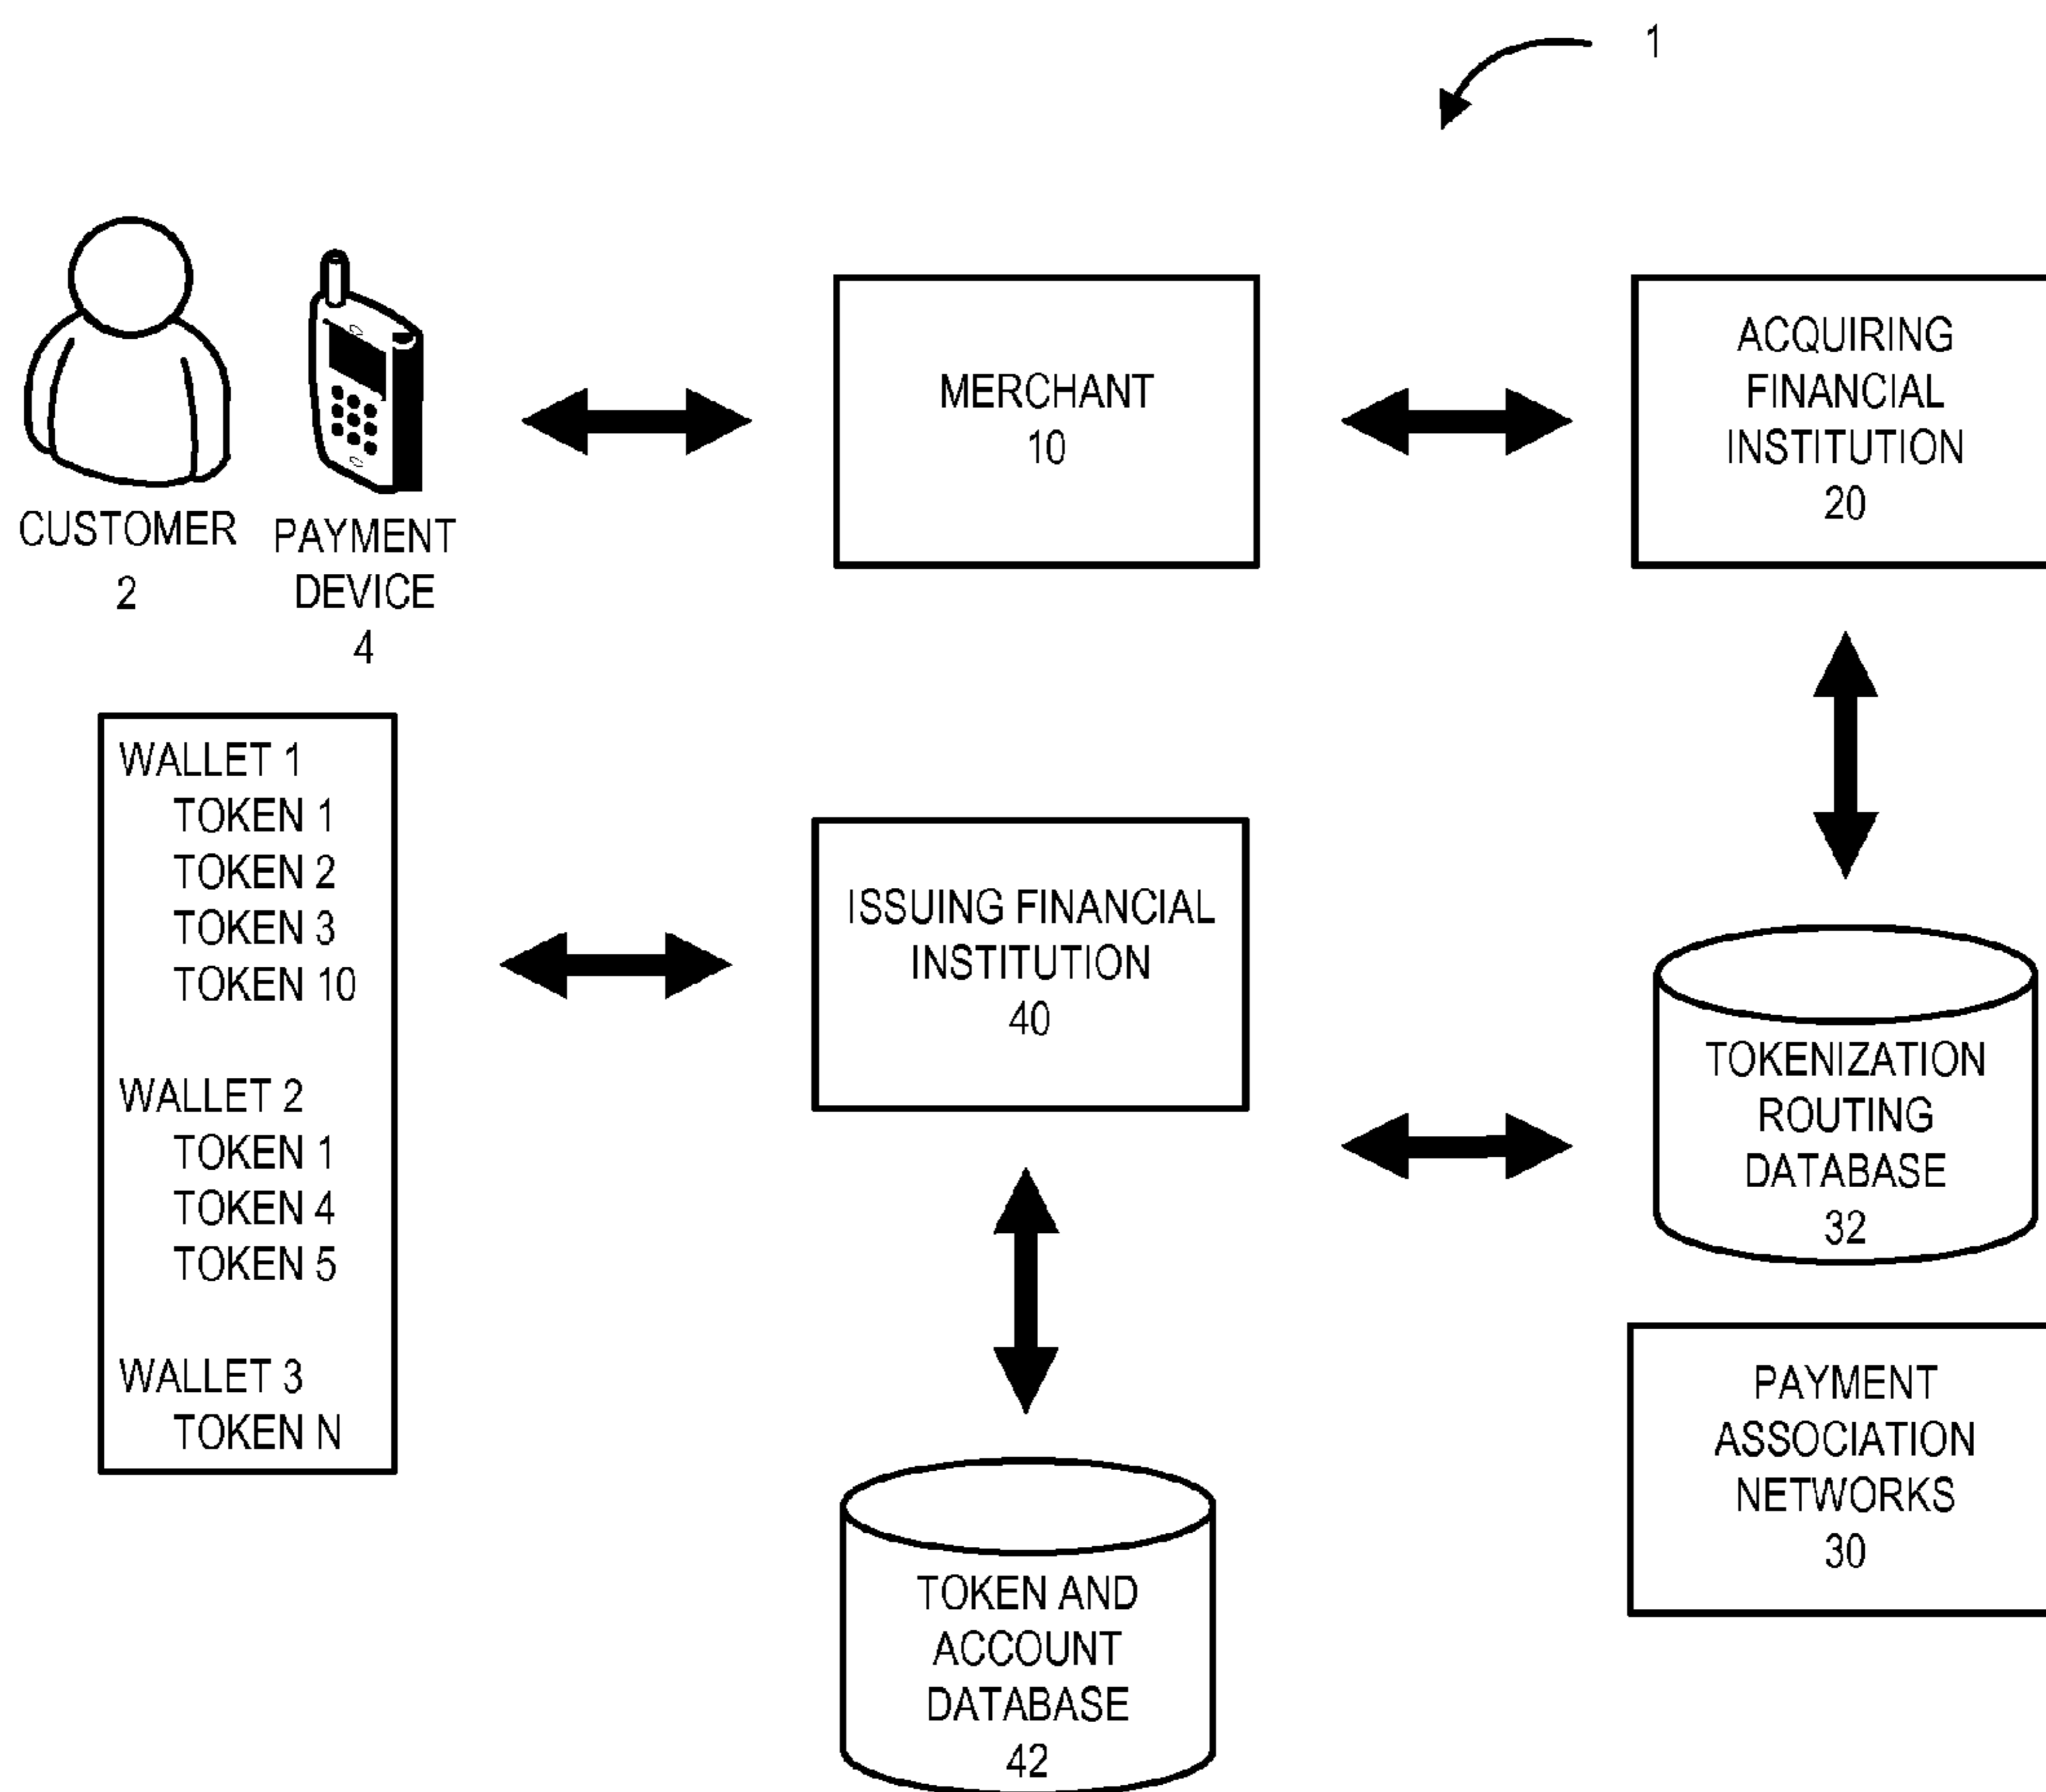 1
CUSTOMER
2
PAYMENT
DEVICE
4
MERCHANT
10
ACQUIRING
FINANCIAL
INSTITUTION
20
WALLET 1
TOKEN 1
TOKEN 2
TOKEN 3
TOKEN 10
WALLET 2
TOKEN 1
TOKEN 4
TOKEN 5
WALLET 3
TOKEN N
ISSUING FINANCIAL
INSTITUTION
40
TOKENIZATION
ROUTING
DATABASE
32
PAYMENT
ASSOCIATION
NETWORKS
30
TOKEN AND
ACCOUNT
DATABASE
42